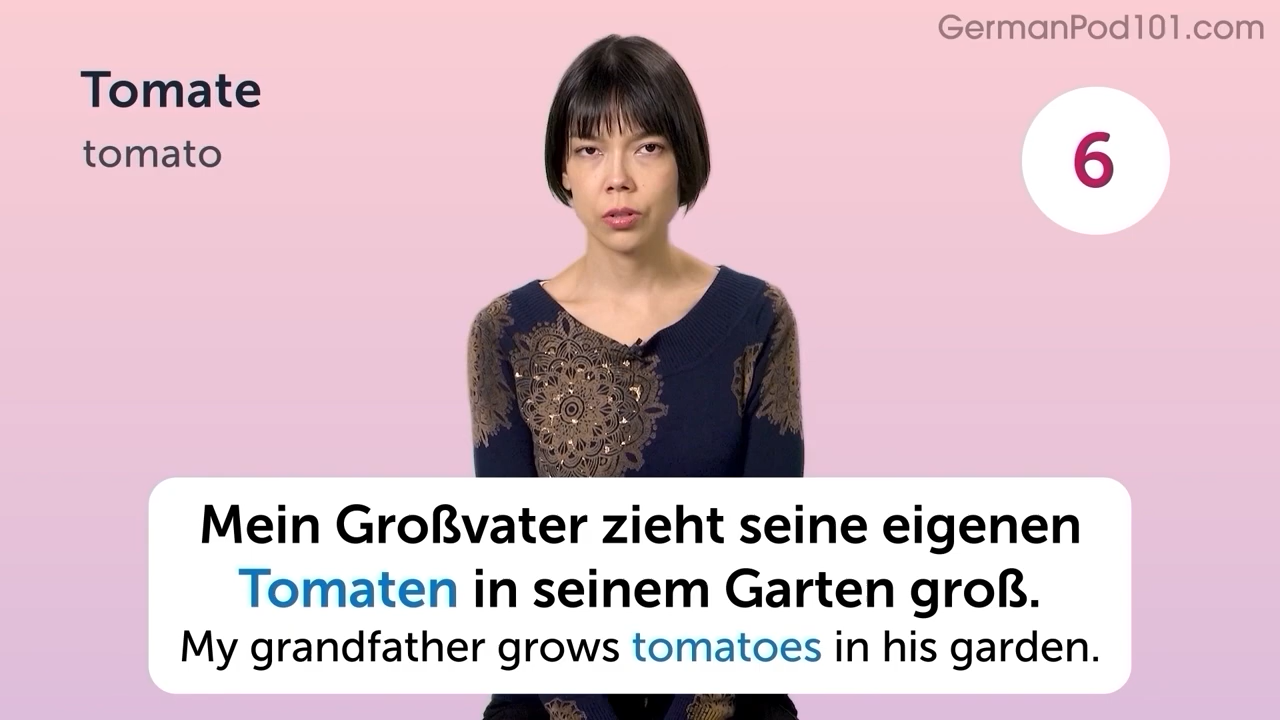 GermanPod101.com
Tomate
tomato
6
Mein Großvater zieht seine eigenen
Tomaten in seinem Garten groß.
My grandfather grows tomatoes in his garden.